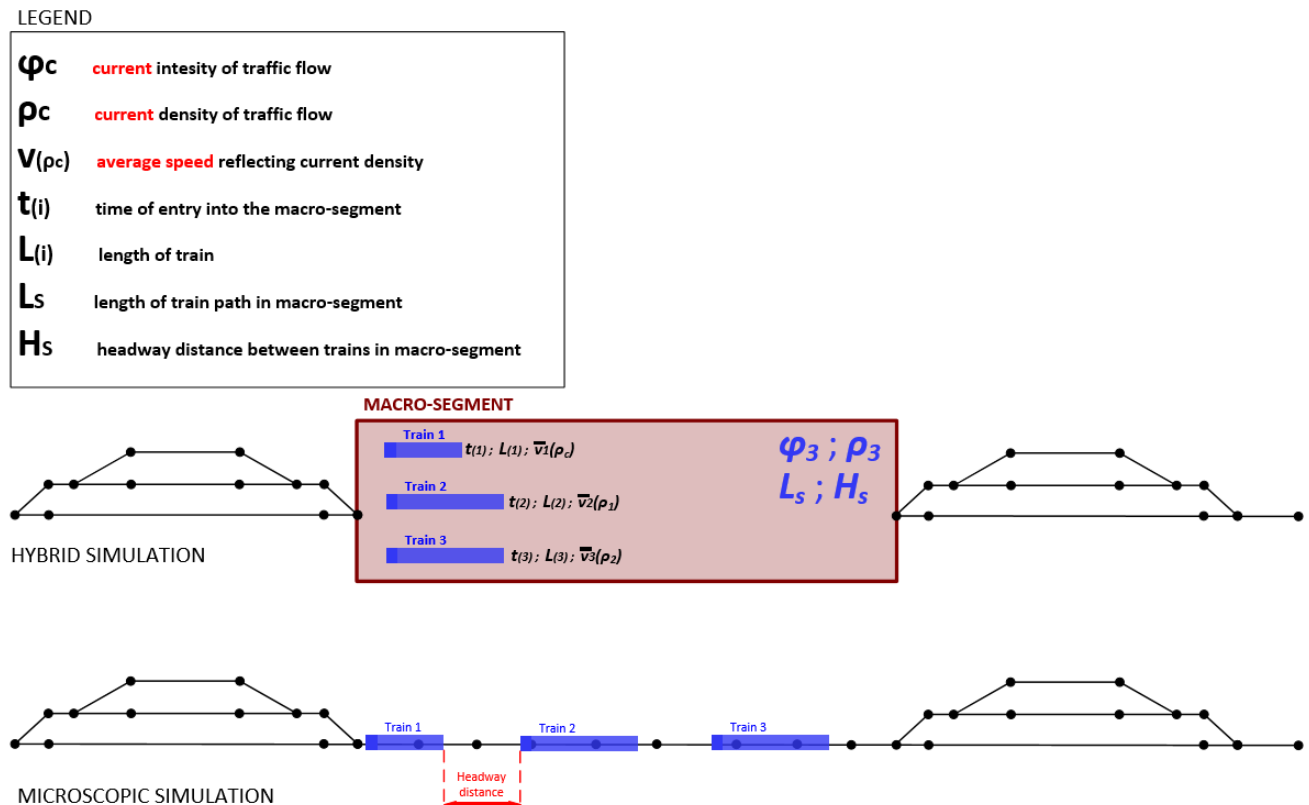 LEGEND
φc current intesity of traffic flow
ρc current density of traffic flow
v(ρc) average speed reflecting current density
t(i) time of entry into the macro-segment
L(i) length of train
Ls length of train path in macro-segment
Hs headway distance between trains in macro-segment
MACRO-SEGMENT
Train 1
t(1) ; L(1) ; v̅1(ρc)
Train 2
t(2) ; L(2) ; v̅2(ρ1)
Train 3
t(3) ; L(3) ; v̅3(ρ2)
φ3 ; ρ3
Ls ; Hs
HYBRID SIMULATION
Train 1
Train 2
Train 3
Headway
distance
MICROSCOPIC SIMULATION